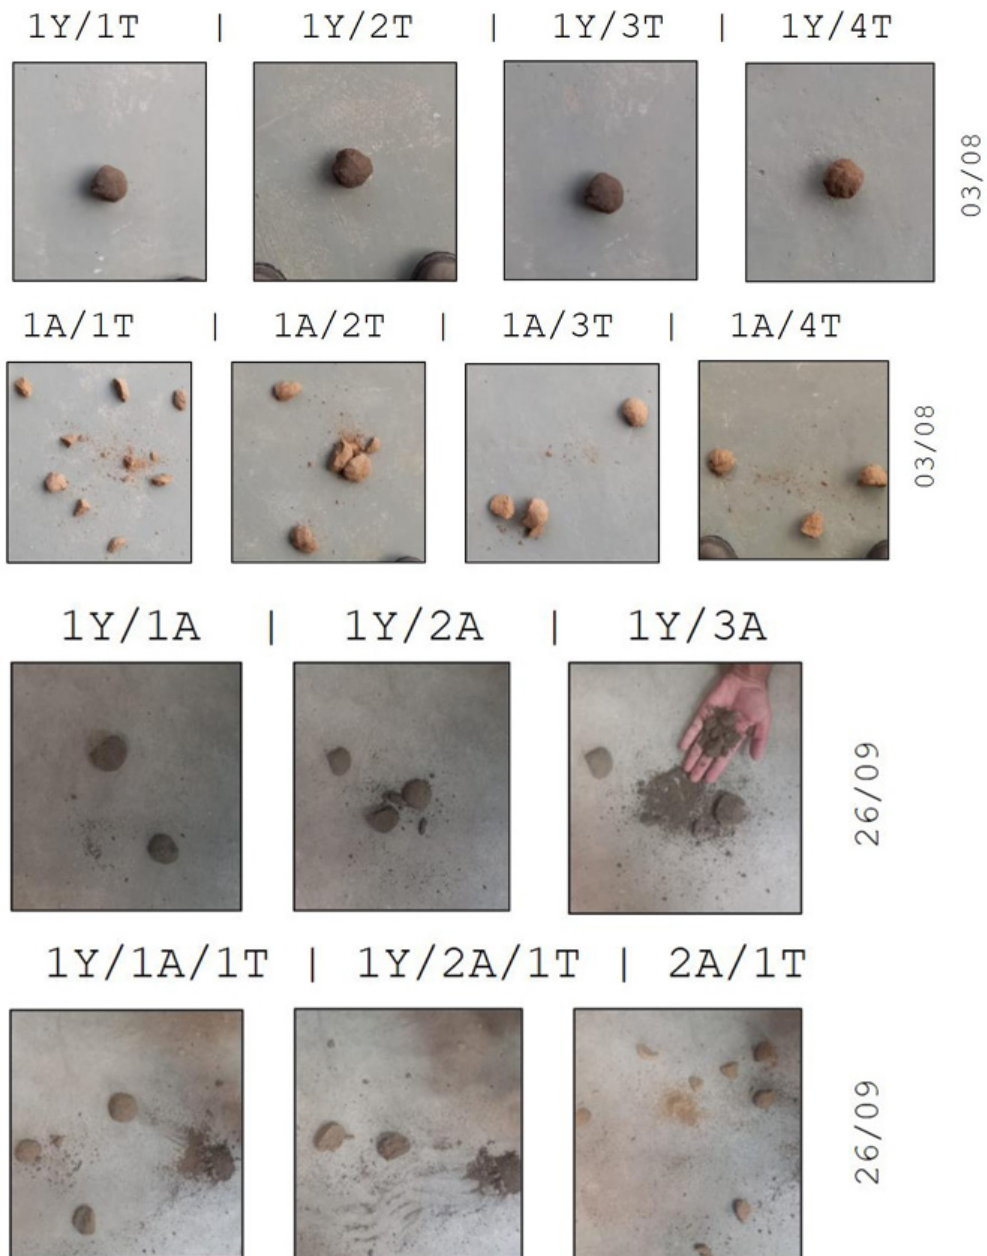 1Y/1T | 1Y/2T | 1Y/3T | 1Y/4T
03/08
1A/1T | 1A/2T | 1A/3T | 1A/4T
03/08
1Y/1A | 1Y/2A | 1Y/3A
26/09
1Y/1A/1T | 1Y/2A/1T | 2A/1T
26/09